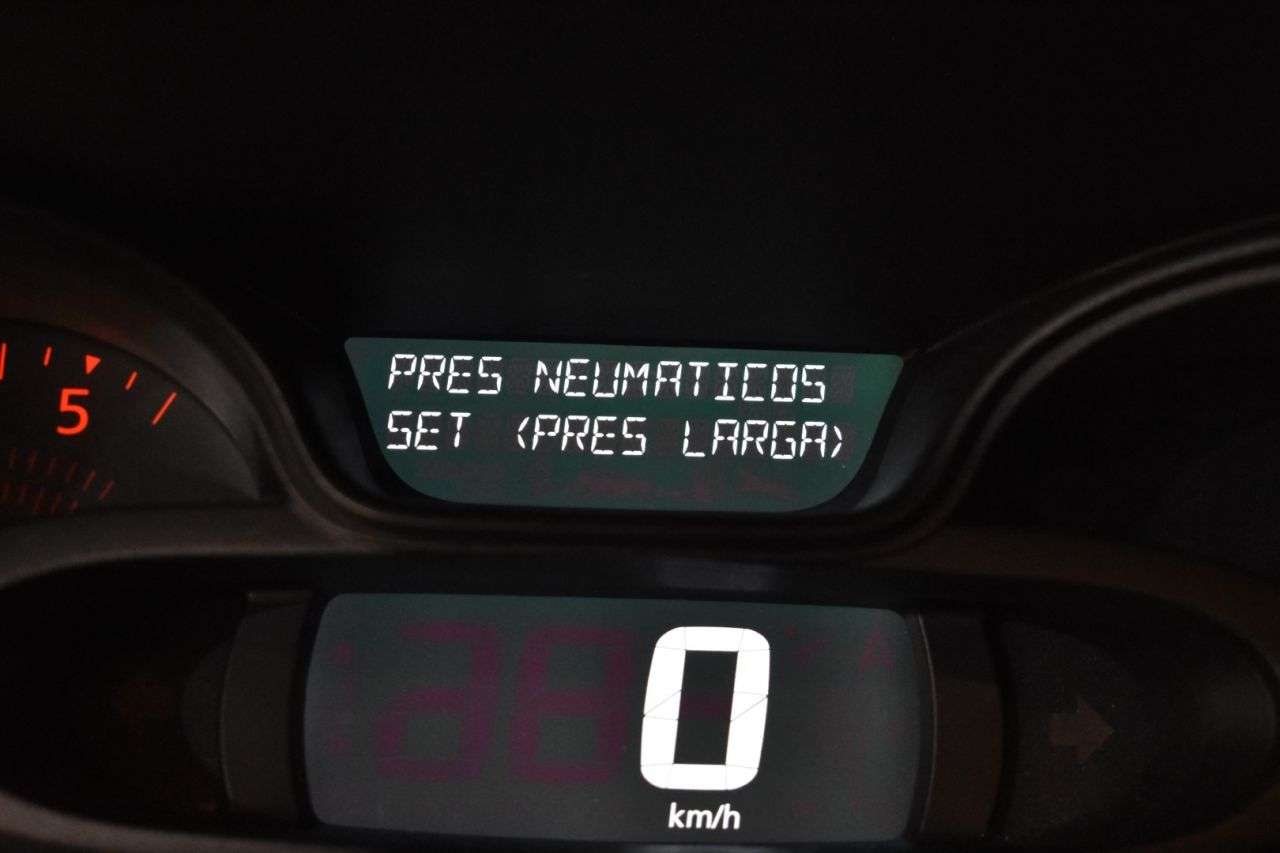 PRES NEUMATICOS
SET (PRES LARGA)
5
0
km/h